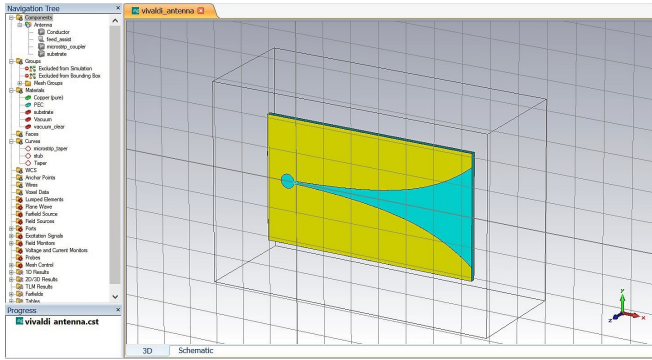 Navigation Tree
vivaldi_antenna
Components
Antenna
Conductor
feed_assist
microstrip_coupler
substrate
Groups
Excluded from Simulation
Excluded from Bounding Box
Mesh Groups
Materials
Copper (pure)
PEC
substrate
Vacuum
vacuum_clear
Faces
Curves
microstrip_taper
stub
Taper
WCS
Anchor Points
Wires
Voxel Data
Lumped Elements
Plane Wave
Farfield Source
Field Sources
Ports
Excitation Signals
Field Monitors
Voltage and Current Monitors
Probes
Mesh Control
1D Results
2D/3D Results
TLM Results
Farfields
Tables
Progress
vivaldi antenna.cst
y
z
x
3D
Schematic